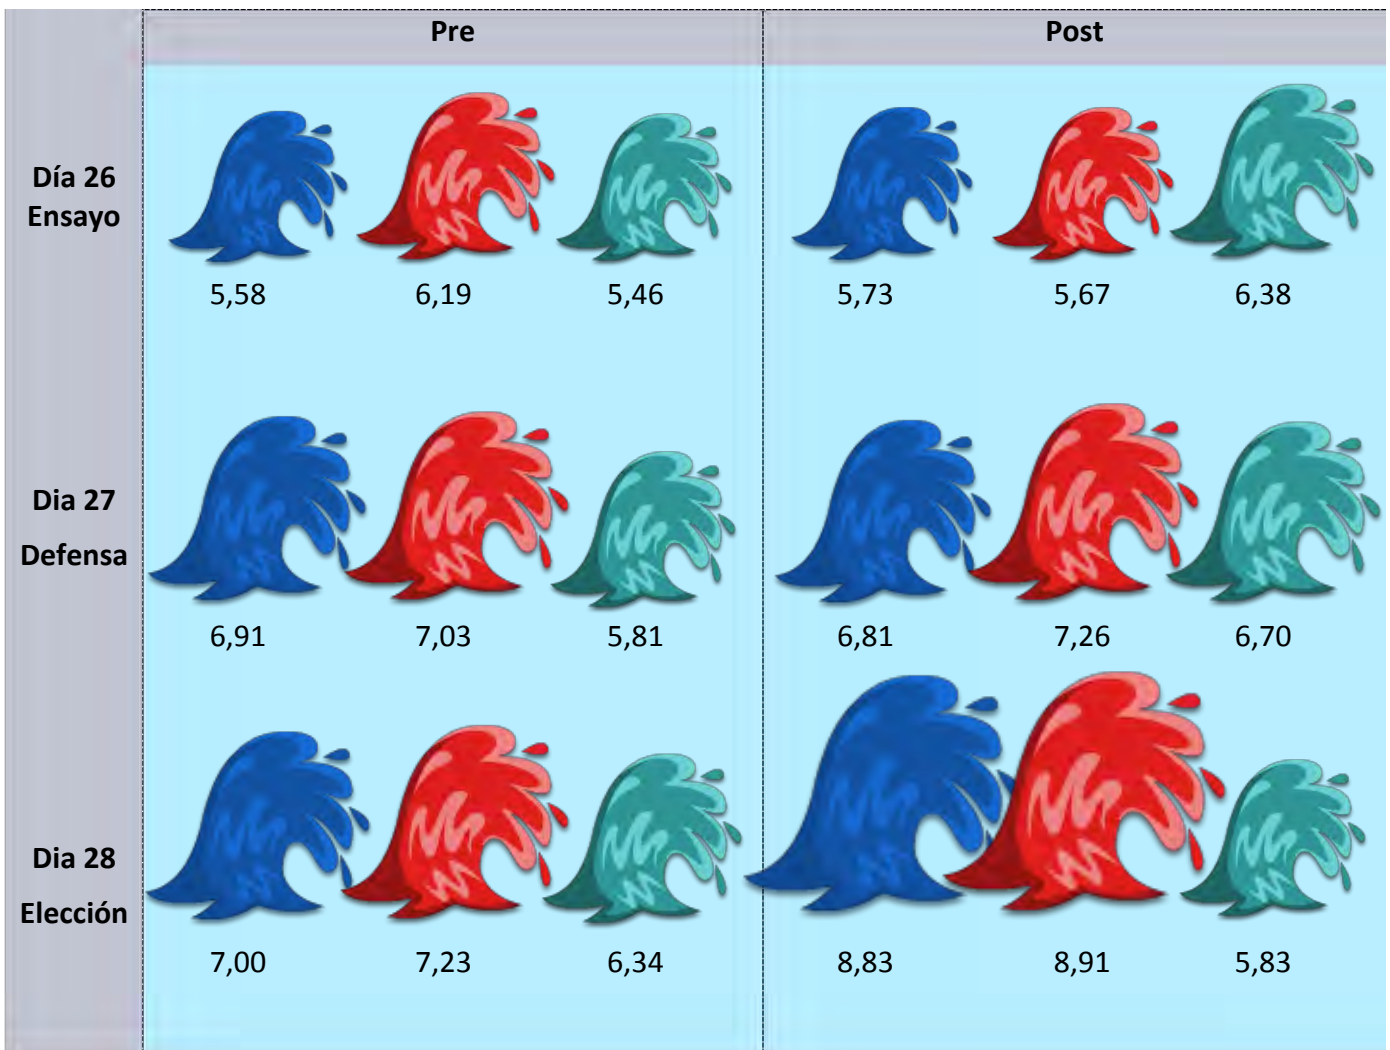 Pre Post
Día 26
Ensayo
5,58 6,19 5,46 5,73 5,67 6,38
Dia 27
Defensa
6,91 7,03 5,81 6,81 7,26 6,70
Dia 28
Elección
7,00 7,23 6,34 8,83 8,91 5,83